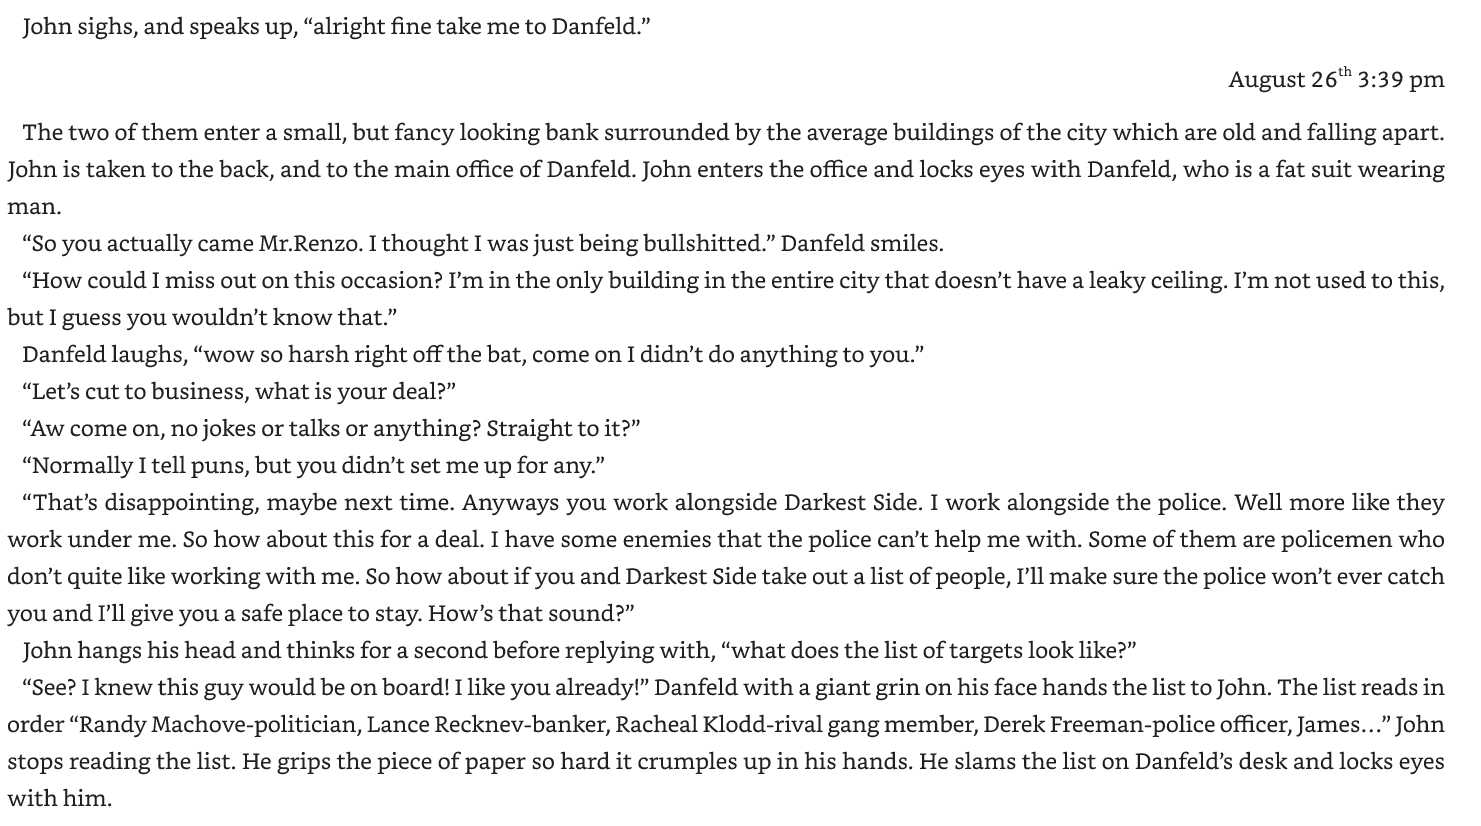 John sighs, and speaks up, “alright fine take me to Danfeld.”
August 26th 3:39 pm
The two of them enter a small, but fancy looking bank surrounded by the average buildings of the city which are old and falling apart.
John is taken to the back, and to the main office of Danfeld. John enters the office and locks eyes with Danfeld, who is a fat suit wearing
man.
“So you actually came Mr.Renzo. I thought I was just being bullshitted.” Danfeld smiles.
“How could I miss out on this occasion? I’m in the only building in the entire city that doesn’t have a leaky ceiling. I’m not used to this,
but I guess you wouldn’t know that.”
Danfeld laughs, “wow so harsh right off the bat, come on I didn’t do anything to you.”
“Let’s cut to business, what is your deal?”
“Aw come on, no jokes or talks or anything? Straight to it?”
“Normally I tell puns, but you didn’t set me up for any.”
“That’s disappointing, maybe next time. Anyways you work alongside Darkest Side. I work alongside the police. Well more like they
work under me. So how about this for a deal. I have some enemies that the police can’t help me with. Some of them are policemen who
don’t quite like working with me. So how about if you and Darkest Side take out a list of people, I’ll make sure the police won’t ever catch
you and I’ll give you a safe place to stay. How’s that sound?”
John hangs his head and thinks for a second before replying with, “what does the list of targets look like?”
“See? I knew this guy would be on board! I like you already!” Danfeld with a giant grin on his face hands the list to John. The list reads in
order “Randy Machove-politician, Lance Recknev-banker, Racheal Klodd-rival gang member, Derek Freeman-police officer, James…” John
stops reading the list. He grips the piece of paper so hard it crumples up in his hands. He slams the list on Danfeld’s desk and locks eyes
with him.